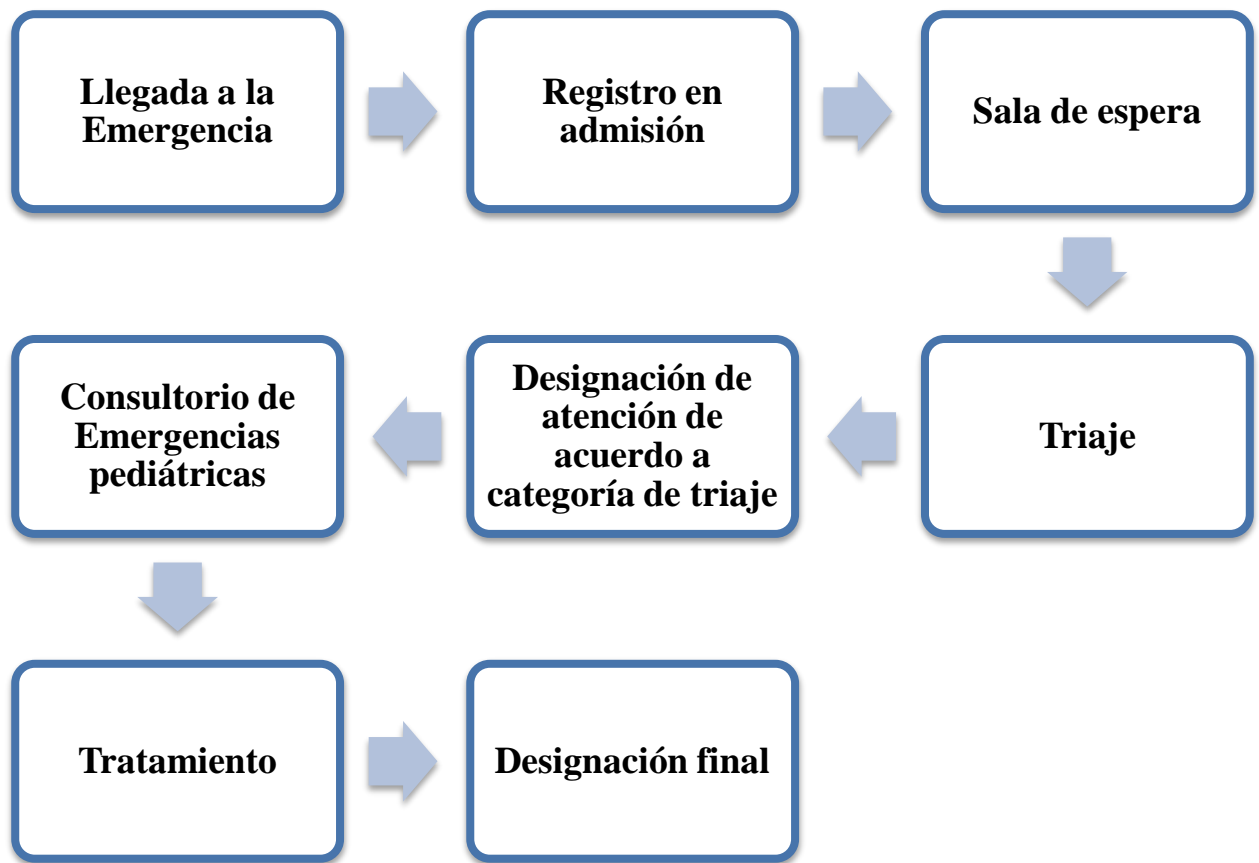 Llegada a la
Emergencia
Registro en
admisión
Sala de espera
Triaje
Designación de
atención de
acuerdo a
categoría de triaje
Consultorio de
Emergencias
pediátricas
Tratamiento
Designación final